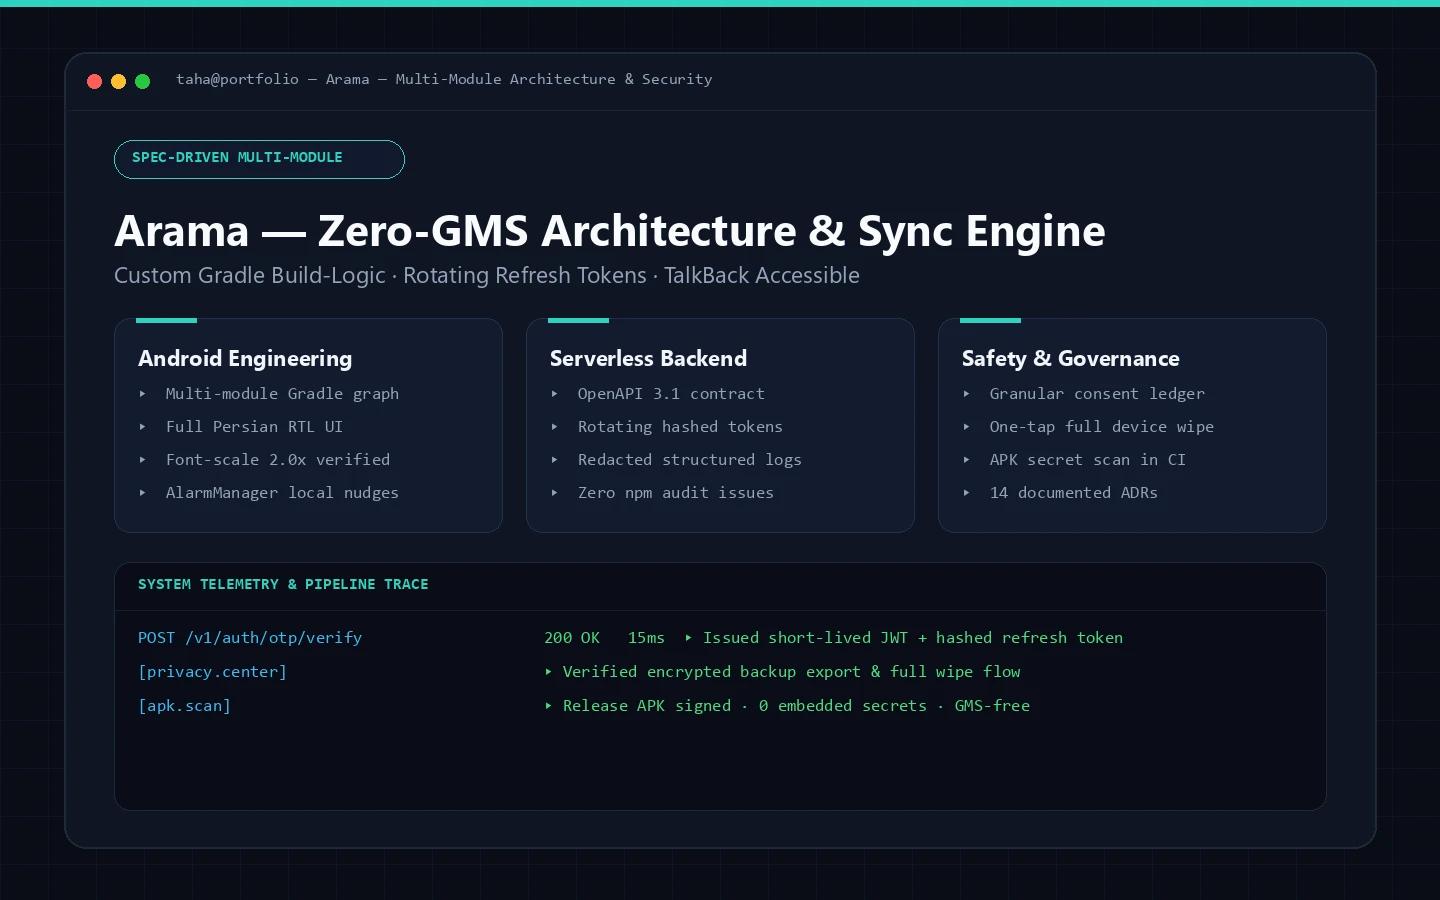 taha@portfolio — Arama — Multi-Module Architecture & Security
SPEC-DRIVEN MULTI-MODULE
Arama — Zero-GMS Architecture & Sync Engine
Custom Gradle Build-Logic · Rotating Refresh Tokens · TalkBack Accessible
Android Engineering
‣ Multi-module Gradle graph
‣ Full Persian RTL UI
‣ Font-scale 2.0x verified
‣ AlarmManager local nudges
Serverless Backend
‣ OpenAPI 3.1 contract
‣ Rotating hashed tokens
‣ Redacted structured logs
‣ Zero npm audit issues
Safety & Governance
‣ Granular consent ledger
‣ One-tap full device wipe
‣ APK secret scan in CI
‣ 14 documented ADRs
SYSTEM TELEMETRY & PIPELINE TRACE
POST /v1/auth/otp/verify 200 OK 15ms ‣ Issued short-lived JWT + hashed refresh token
[privacy.center] ‣ Verified encrypted backup export & full wipe flow
[apk.scan] ‣ Release APK signed · 0 embedded secrets · GMS-free